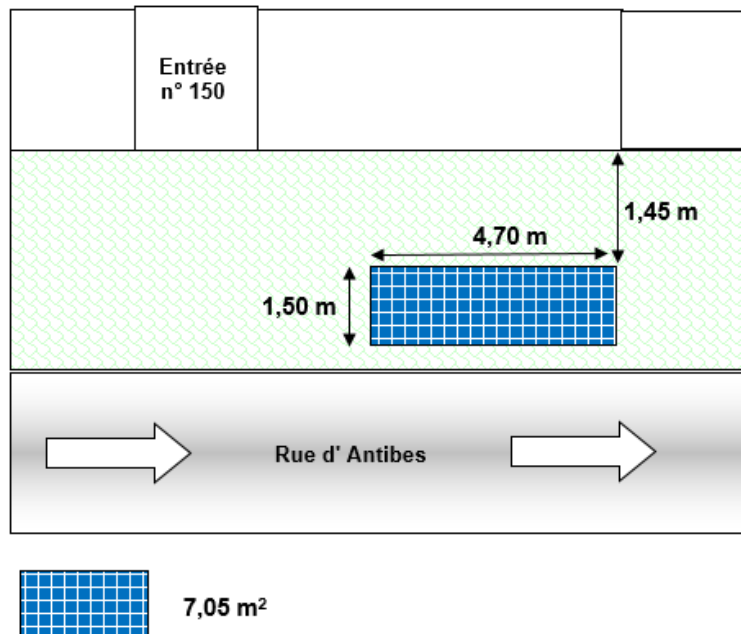 Entrée
n° 150
1,45 m
4,70 m
1,50 m
Rue d' Antibes
7,05 m²